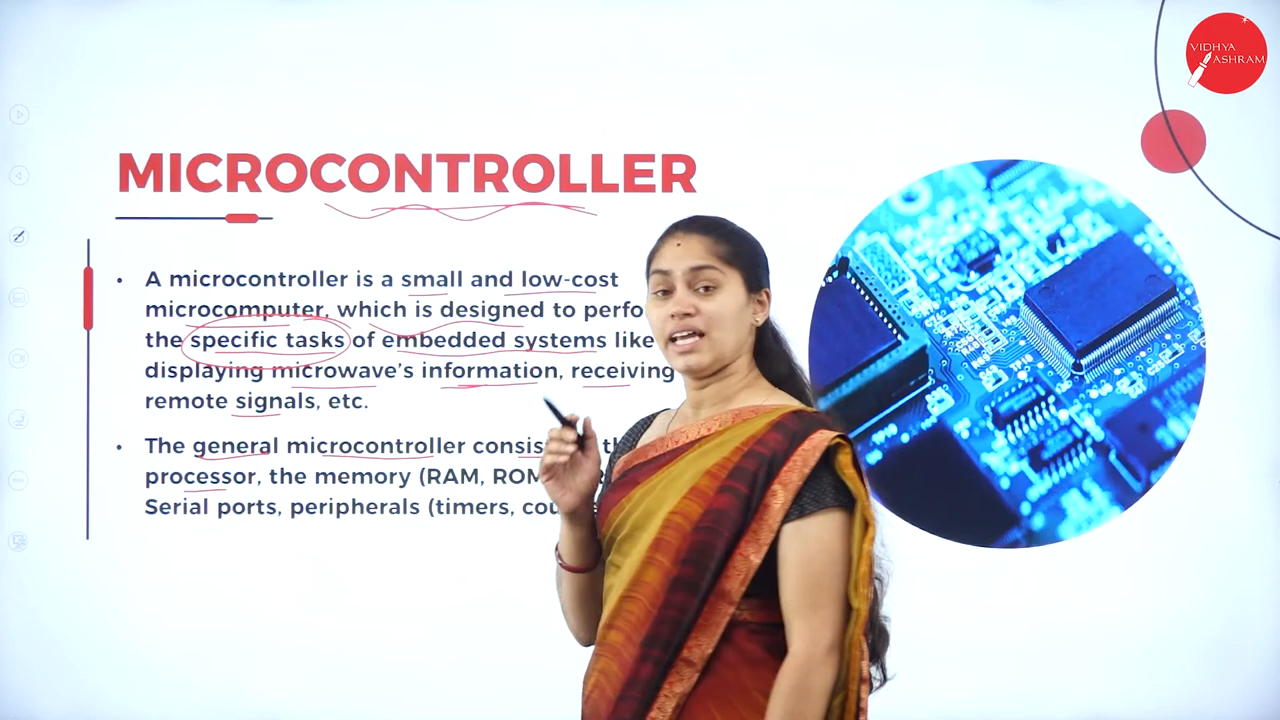 VIDHYA
ASHRAM
MICROCONTROLLER
• A microcontroller is a small and low-cost
microcomputer, which is designed to perfo
the specific tasks of embedded systems like
displaying microwave's information, receiving
remote signals, etc.
• The general microcontroller consis
processor, the memory (RAM, ROM
Serial ports, peripherals (timers, cou